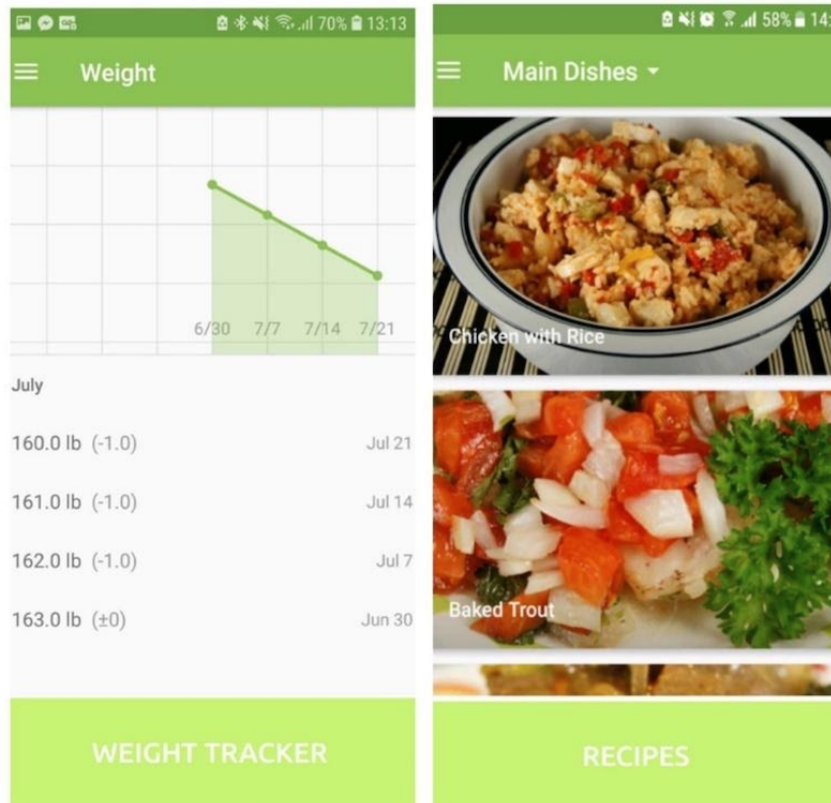 70% 13:13
Weight
6/30 7/7 7/14 7/21
July
160.0 lb (-1.0) Jul 21
161.0 lb (-1.0) Jul 14
162.0 lb (-1.0) Jul 7
163.0 lb (±0) Jun 30
WEIGHT TRACKER
58% 14:
Main Dishes
Chicken with Rice
Baked Trout
RECIPES